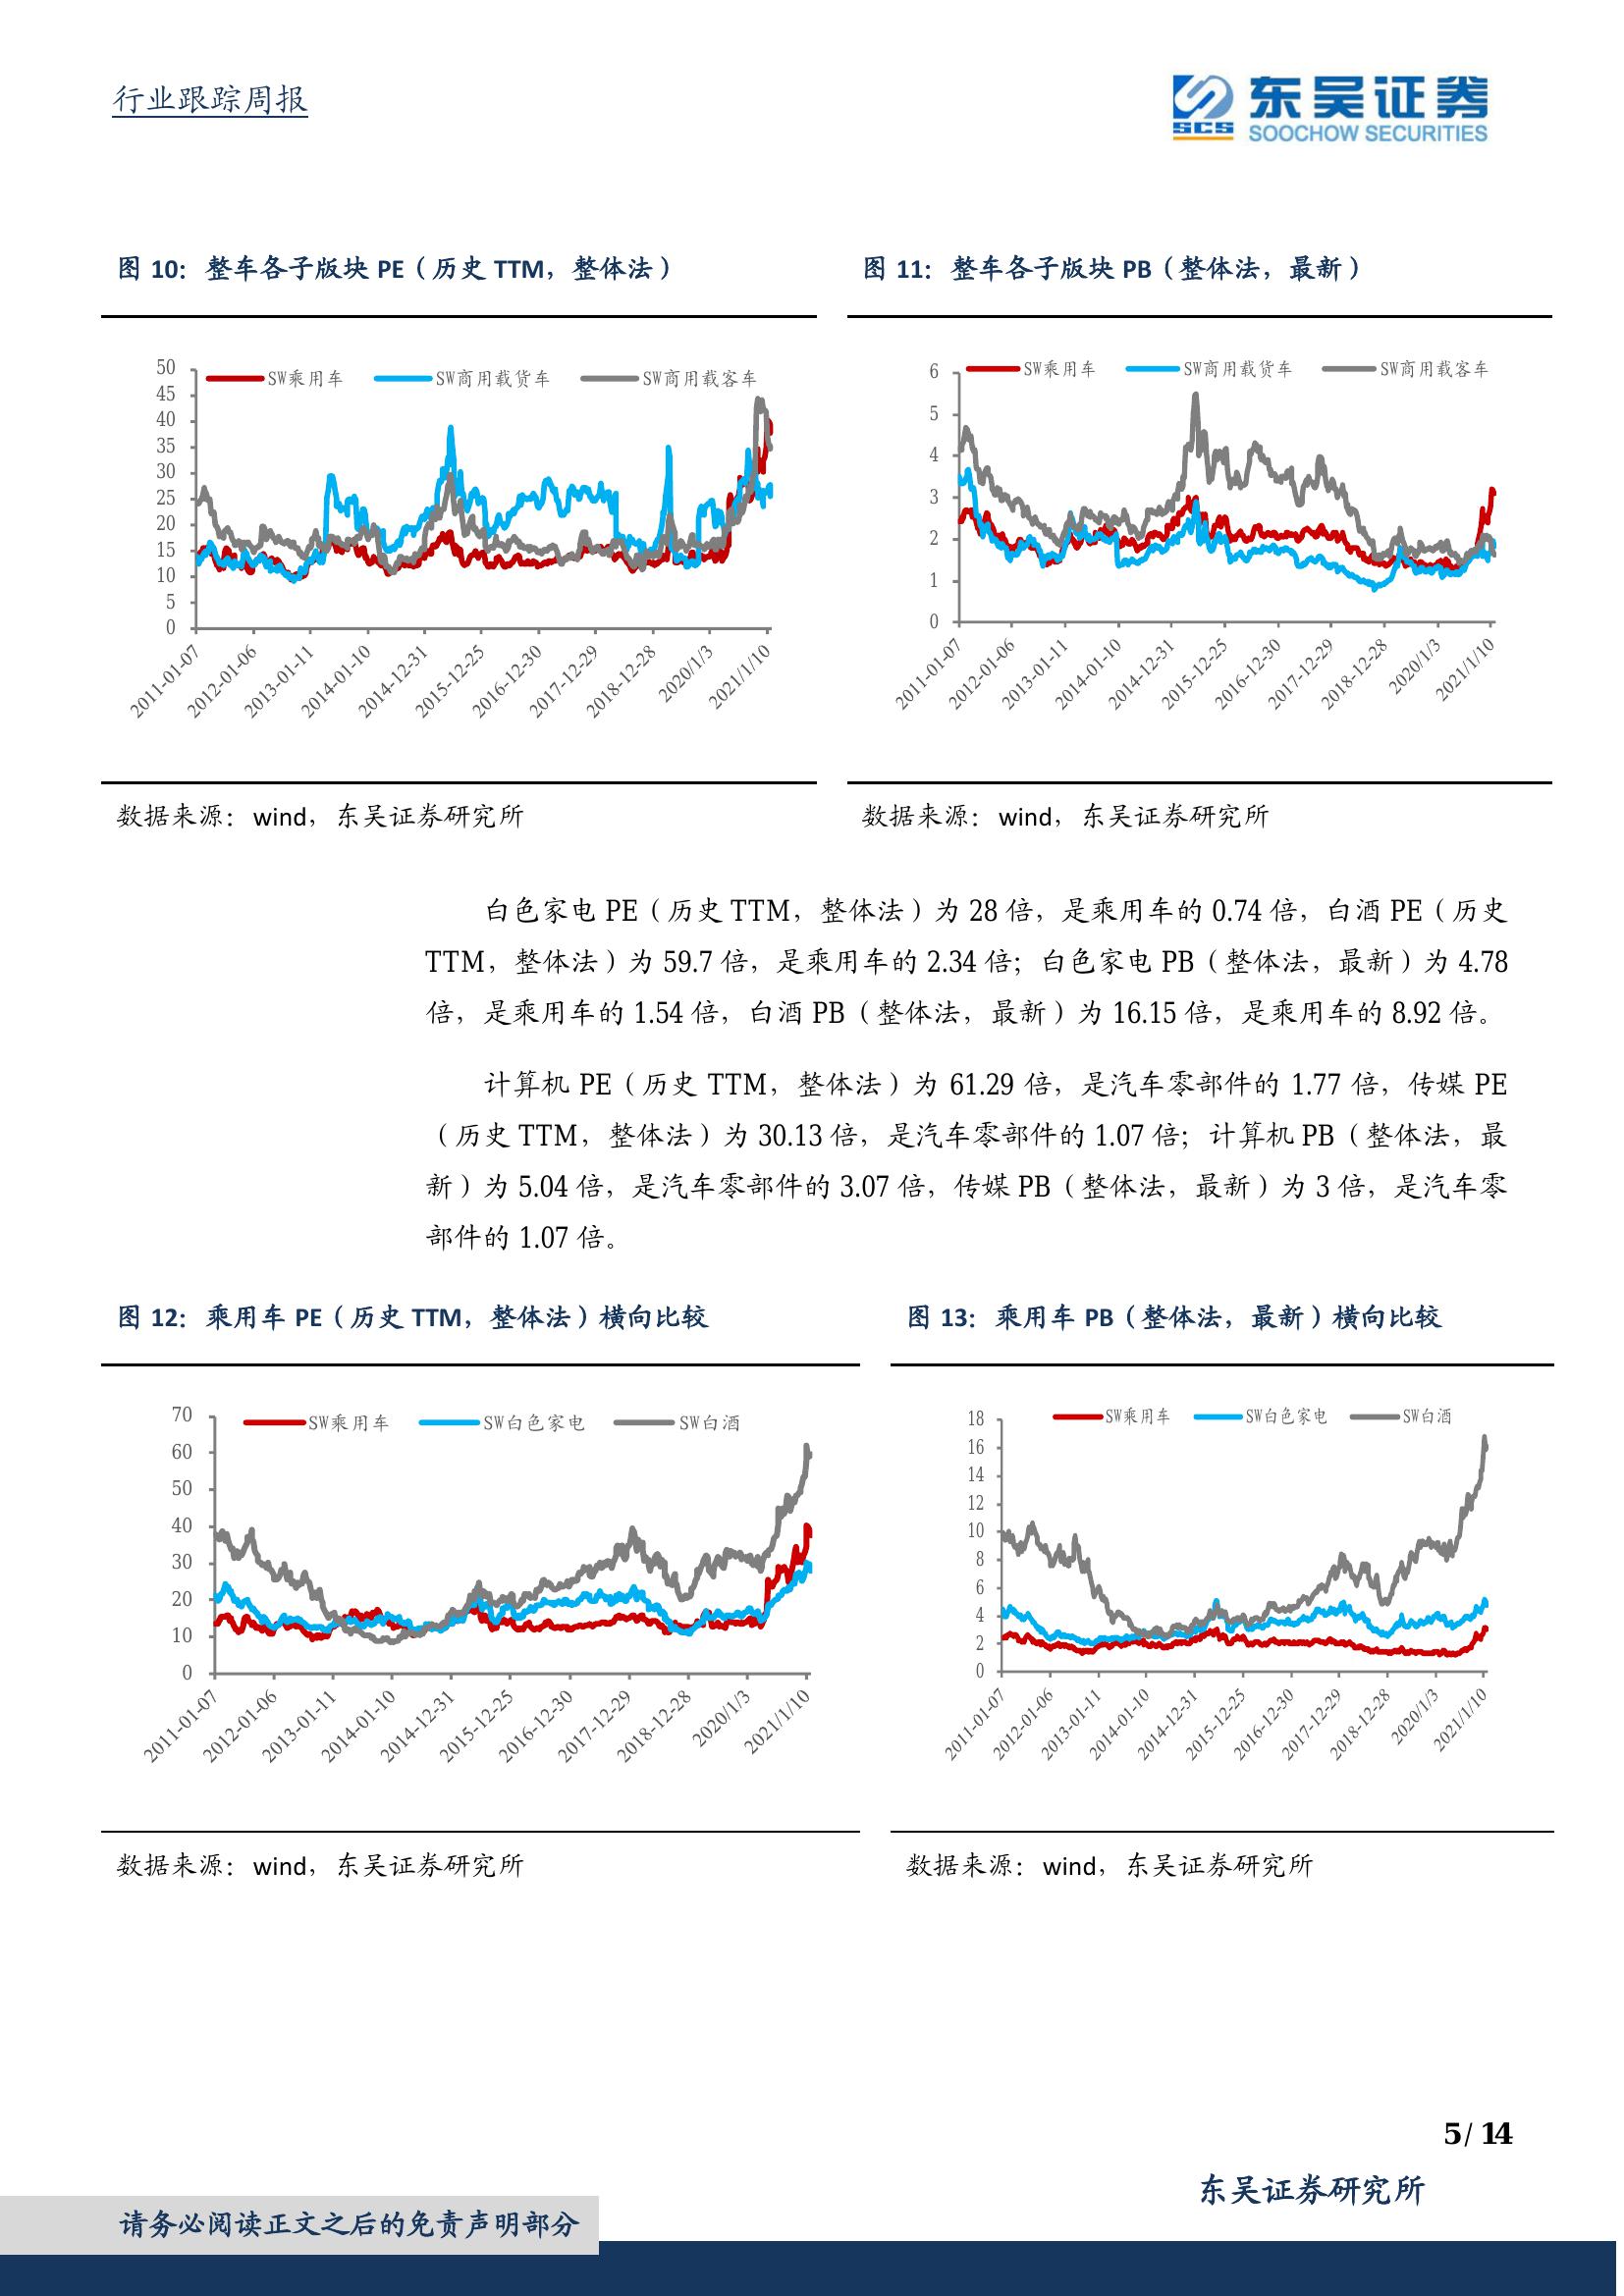 行业跟踪周报
SCS 东吴证券
SOOCHOW SECURITIES
图 10：整车各子版块 PE（历史 TTM，整体法）
50
45
40
35
30
25
20
15
10
5
0
SW乘用车 SW商用载货车 SW商用载客车
2011-01-07 2012-01-06 2013-01-11 2014-01-10 2014-12-31 2015-12-25 2016-12-30 2017-12-29 2018-12-28 2020/1/3 2021/1/10
数据来源：wind，东吴证券研究所
图 11：整车各子版块 PB（整体法，最新）
6
5
4
3
2
1
0
SW乘用车 SW商用载货车 SW商用载客车
2011-01-07 2012-01-06 2013-01-11 2014-01-10 2014-12-31 2015-12-25 2016-12-30 2017-12-29 2018-12-28 2020/1/3 2021/1/10
数据来源：wind，东吴证券研究所
白色家电 PE（历史 TTM，整体法）为 28 倍，是乘用车的 0.74 倍，白酒 PE（历史
TTM，整体法）为 59.7 倍，是乘用车的 2.34 倍；白色家电 PB（整体法，最新）为 4.78
倍，是乘用车的 1.54 倍，白酒 PB（整体法，最新）为 16.15 倍，是乘用车的 8.92 倍。
计算机 PE（历史 TTM，整体法）为 61.29 倍，是汽车零部件的 1.77 倍，传媒 PE
（历史 TTM，整体法）为 30.13 倍，是汽车零部件的 1.07 倍；计算机 PB（整体法，最
新）为 5.04 倍，是汽车零部件的 3.07 倍，传媒 PB（整体法，最新）为 3 倍，是汽车零
部件的 1.07 倍。
图 12：乘用车 PE（历史 TTM，整体法）横向比较
70
60
50
40
30
20
10
0
SW乘用车 SW白色家电 SW白酒
2011-01-07 2012-01-06 2013-01-11 2014-01-10 2014-12-31 2015-12-25 2016-12-30 2017-12-29 2018-12-28 2020/1/3 2021/1/10
数据来源：wind，东吴证券研究所
图 13：乘用车 PB（整体法，最新）横向比较
18
16
14
12
10
8
6
4
2
0
SW乘用车 SW白色家电 SW白酒
2011-01-07 2012-01-06 2013-01-11 2014-01-10 2014-12-31 2015-12-25 2016-12-30 2017-12-29 2018-12-28 2020/1/3 2021/1/10
数据来源：wind，东吴证券研究所
5 / 14
东吴证券研究所
请务必阅读正文之后的免责声明部分